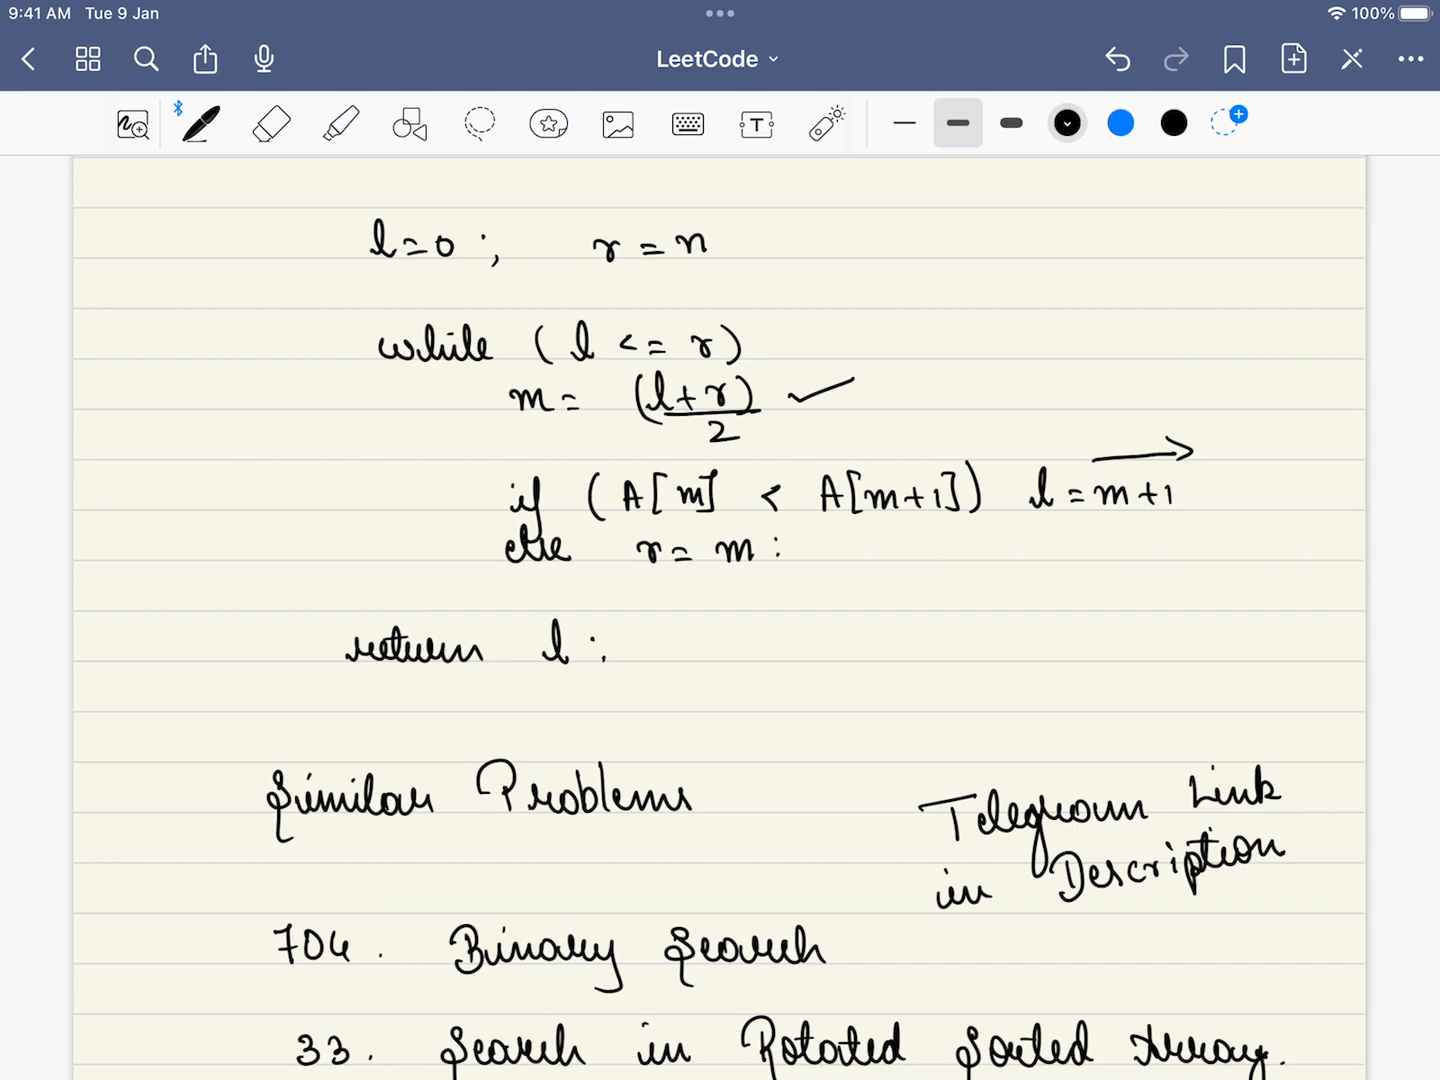 9:41 AM Tue 9 Jan
100%
LeetCode
T
l=0 ; r = n
while ( l <= r )
m = (l+r)
2
if ( A[m] < A[m+1] ) l = m+1
else r = m :
return l :
Similar Problems
Telegram Link
in Description
704. Binary Search
33. Search in Rotated Sorted Array.